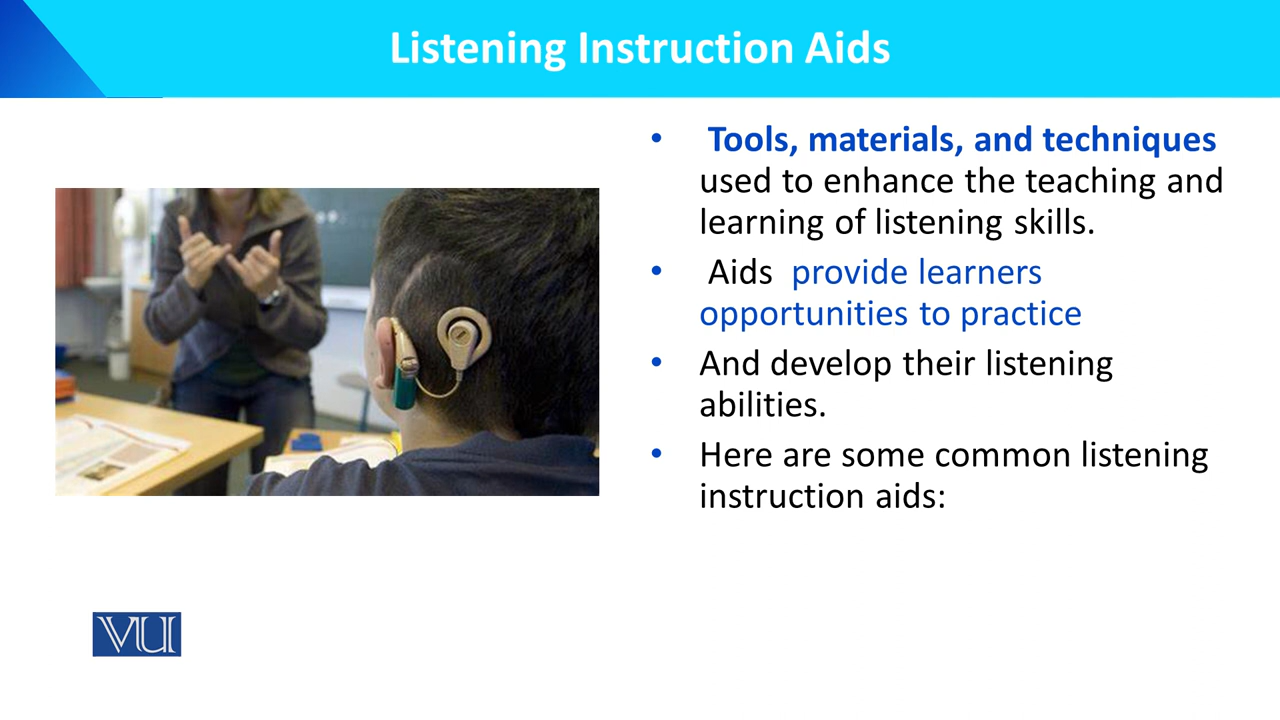 Listening Instruction Aids
• Tools, materials, and techniques
used to enhance the teaching and
learning of listening skills.
• Aids provide learners
opportunities to practice
• And develop their listening
abilities.
• Here are some common listening
instruction aids:
VU